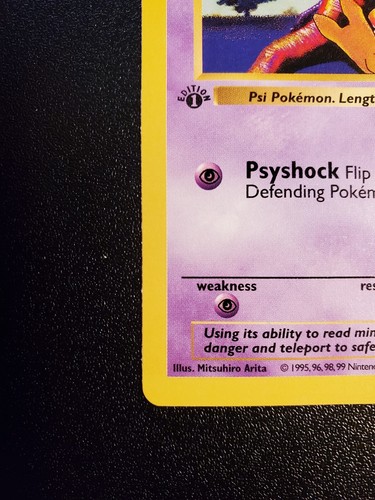 EDITION
1
Psi Pokémon. Lengt
Psyshock Flip
Defending Pokém
weakness
res
Using its ability to read min
danger and teleport to safe
Illus. Mitsuhiro Arita © 1995, 96, 98, 99 Nintend